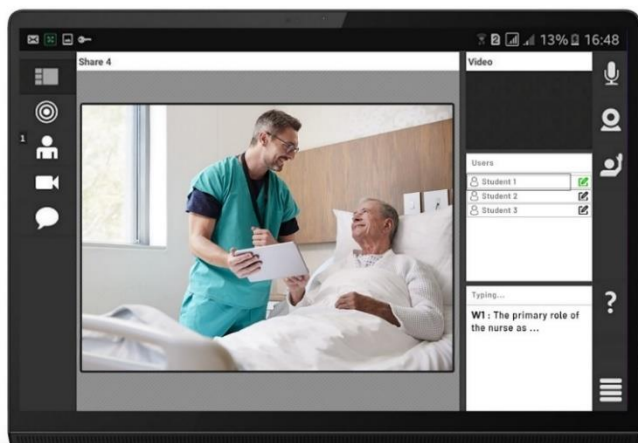 2 13% 16:48
Share 4
Video
1
Users
Student 1
Student 2
Student 3
?
Typing...
W1 : The primary role of
the nurse as ...